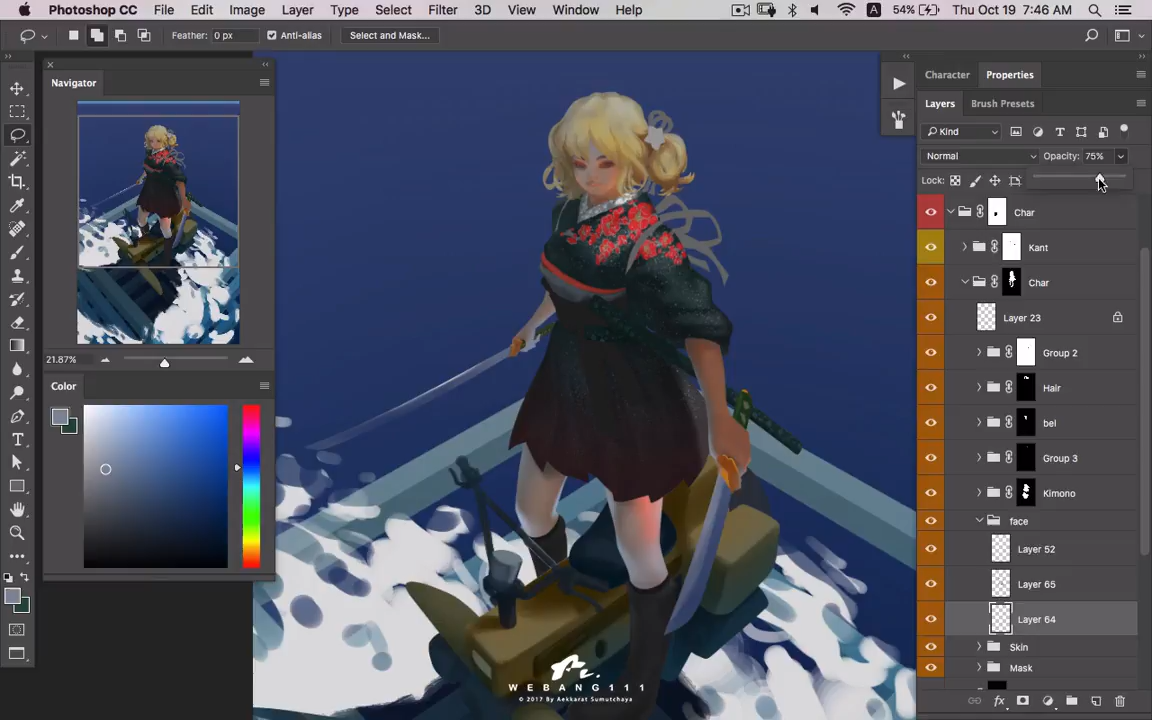 Photoshop CC File Edit Image Layer Type Select Filter 3D View Window Help A 54% Thu Oct 19 7:46 AM
Feather: 0 px Anti-alias Select and Mask...
Navigator
21.87%
Color
Character Properties
Layers Brush Presets
Kind
Normal Opacity: 75%
Lock:
Char
Kant
Char
Layer 23
Group 2
Hair
bel
Group 3
Kimono
face
Layer 52
Layer 65
Layer 64
Skin
Mask
fx
T
WEBANG111
© 2017 By Aekkarat Sumutchaya